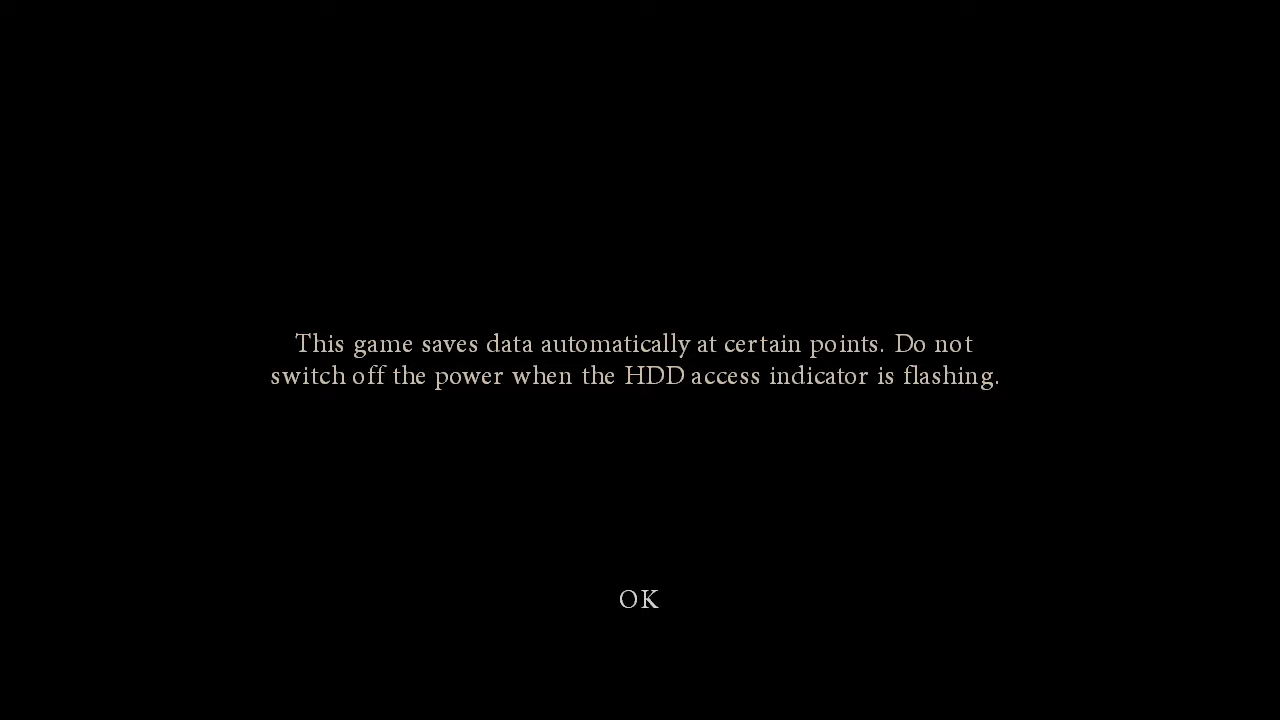 This game saves data automatically at certain points. Do not
switch off the power when the HDD access indicator is flashing.
OK